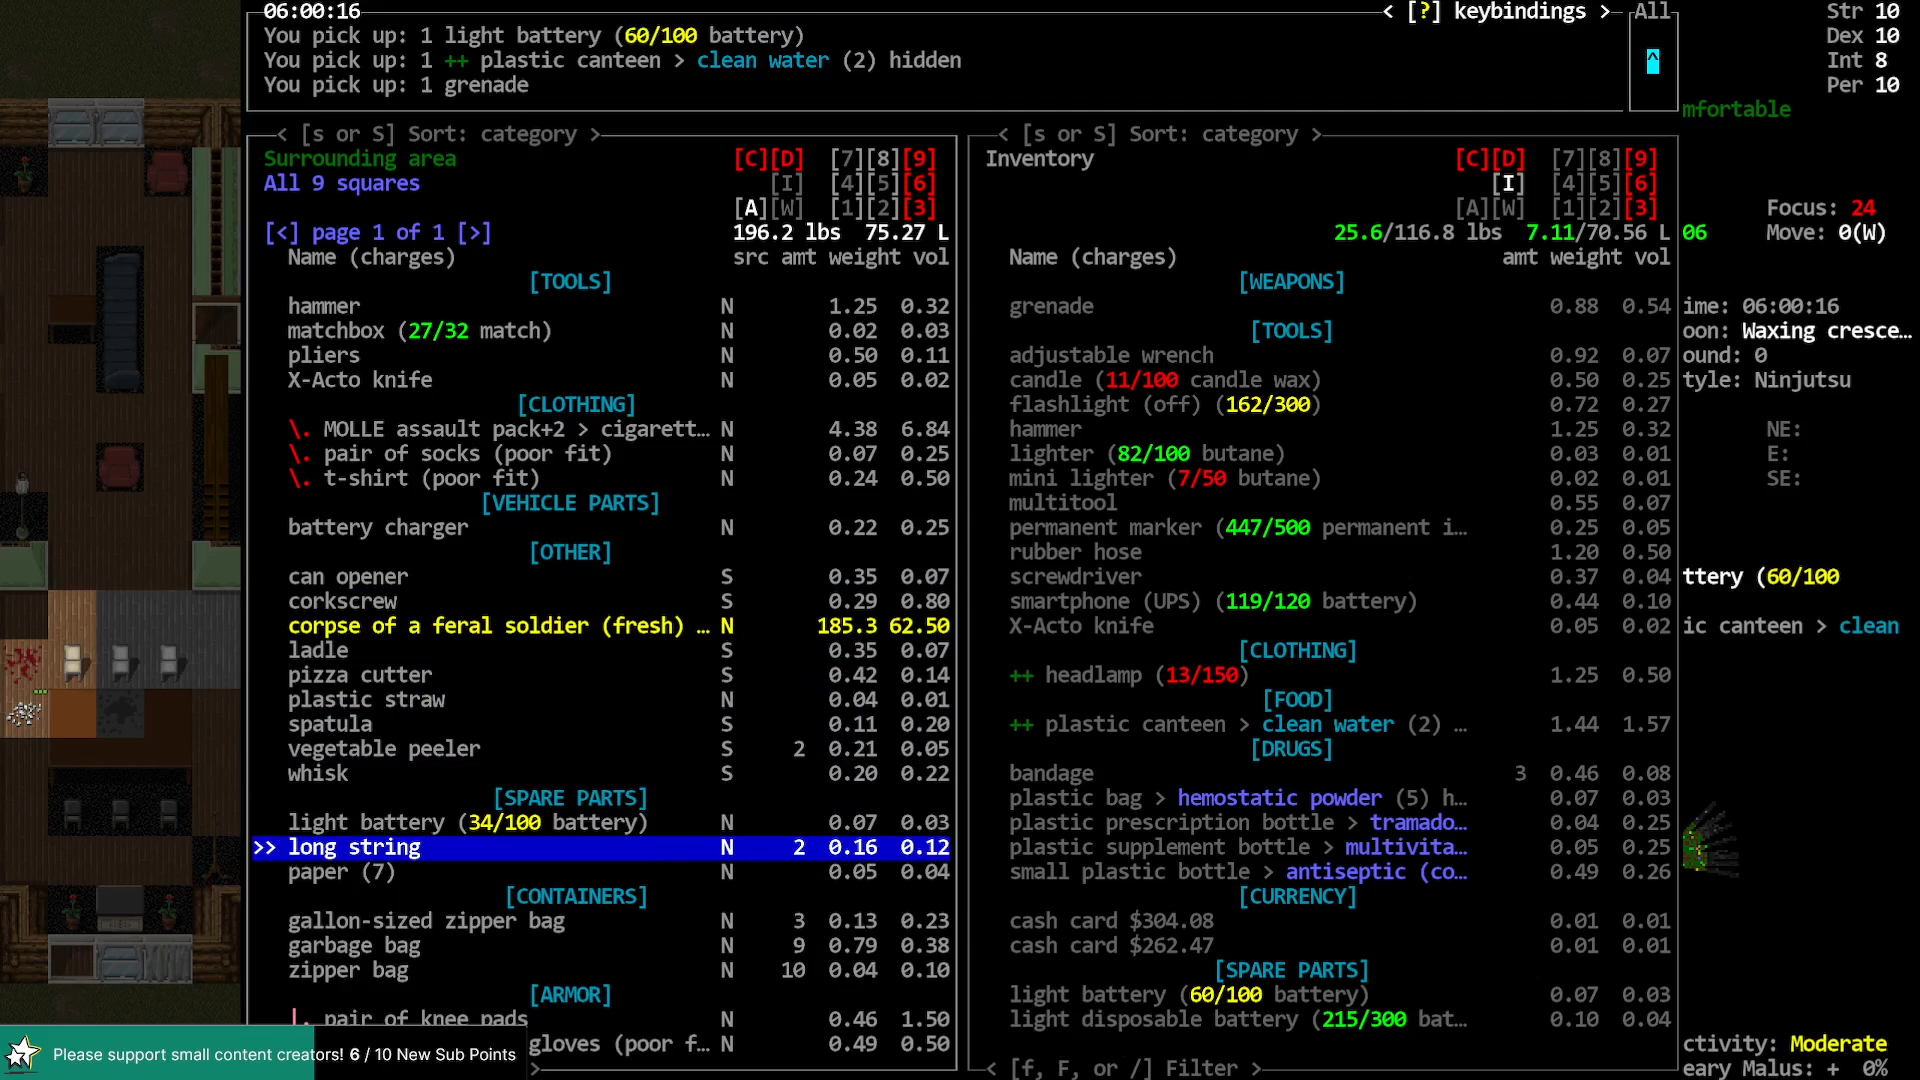 06:00:16
< [?] keybindings >
All
Str 10
You pick up: 1 light battery (60/100 battery)
Dex 10
You pick up: 1 ++ plastic canteen > clean water (2) hidden
^
Int 8
You pick up: 1 grenade
Per 10
mfortable
< [s or S] Sort: category >
Surrounding area
[C][D] [7][8][9]
All 9 squares
[I] [4][5][6]
[A][W] [1][2][3]
[<] page 1 of 1 [>]
196.2 lbs 75.27 L
Name (charges) src amt weight vol
[TOOLS]
hammer N 1.25 0.32
matchbox (27/32 match) N 0.02 0.03
pliers N 0.50 0.11
X-Acto knife N 0.05 0.02
[CLOTHING]
\. MOLLE assault pack+2 > cigarett… N 4.38 6.84
\. pair of socks (poor fit) N 0.07 0.25
\. t-shirt (poor fit) N 0.24 0.50
[VEHICLE PARTS]
battery charger N 0.22 0.25
[OTHER]
can opener S 0.35 0.07
corkscrew S 0.29 0.80
corpse of a feral soldier (fresh) … N 185.3 62.50
ladle S 0.35 0.07
pizza cutter S 0.42 0.14
plastic straw N 0.04 0.01
spatula S 0.11 0.20
vegetable peeler S 2 0.21 0.05
whisk S 0.20 0.22
[SPARE PARTS]
light battery (34/100 battery) N 0.07 0.03
>> long string N 2 0.16 0.12
paper (7) N 0.05 0.04
[CONTAINERS]
gallon-sized zipper bag N 3 0.13 0.23
garbage bag N 9 0.79 0.38
zipper bag N 10 0.04 0.10
[ARMOR]
|. pair of knee pads N 0.46 1.50
gloves (poor f… N 0.49 0.50
>
< [s or S] Sort: category >
Inventory
[C][D] [7][8][9]
[I] [4][5][6]
[A][W] [1][2][3]
25.6/116.8 lbs 7.11/70.56 L
Name (charges) amt weight vol
[WEAPONS]
grenade 0.88 0.54
[TOOLS]
adjustable wrench 0.92 0.07
candle (11/100 candle wax) 0.50 0.25
flashlight (off) (162/300) 0.72 0.27
hammer 1.25 0.32
lighter (82/100 butane) 0.03 0.01
mini lighter (7/50 butane) 0.02 0.01
multitool 0.55 0.07
permanent marker (447/500 permanent i… 0.25 0.05
rubber hose 1.20 0.50
screwdriver 0.37 0.04
smartphone (UPS) (119/120 battery) 0.44 0.10
X-Acto knife 0.05 0.02
[CLOTHING]
++ headlamp (13/150) 1.25 0.50
[FOOD]
++ plastic canteen > clean water (2) … 1.44 1.57
[DRUGS]
bandage 3 0.46 0.08
plastic bag > hemostatic powder (5) h… 0.07 0.03
plastic prescription bottle > tramado… 0.04 0.25
plastic supplement bottle > multivita… 0.05 0.25
small plastic bottle > antiseptic (co… 0.49 0.26
[CURRENCY]
cash card $304.08 0.01 0.01
cash card $262.47 0.01 0.01
[SPARE PARTS]
light battery (60/100 battery) 0.07 0.03
light disposable battery (215/300 bat… 0.10 0.04
< [f, F, or /] Filter >
Focus: 24
06 Move: 0(W)
ime: 06:00:16
oon: Waxing cresce…
ound: 0
tyle: Ninjutsu
NE:
E:
SE:
ttery (60/100
ic canteen > clean
ctivity: Moderate
eary Malus: + 0%
Please support small content creators! 6 / 10 New Sub Points